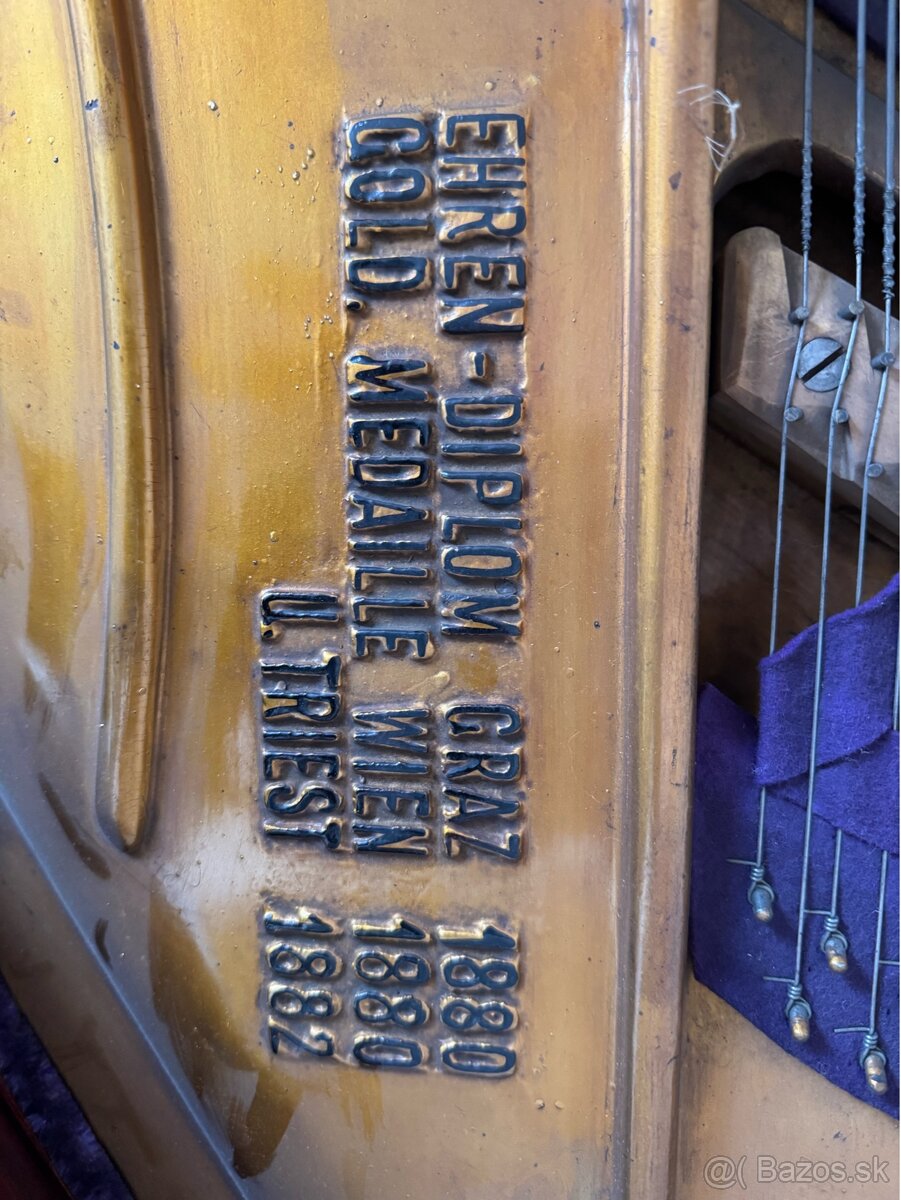 EHREN-DIPLOM GRAZ 1880
GOLD. MEDAILLE WIEN 1880
U. TRIEST 1882
@( Bazos.sk